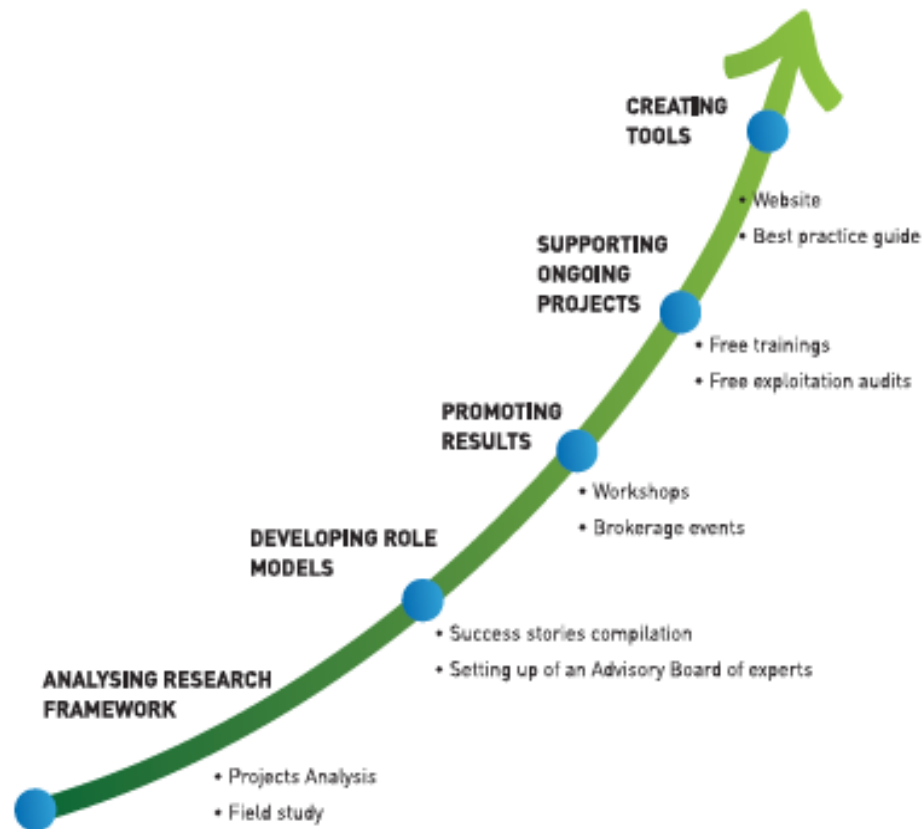 CREATING
TOOLS
• Website
• Best practice guide
SUPPORTING
ONGOING
PROJECTS
• Free trainings
• Free exploitation audits
PROMOTING
RESULTS
• Workshops
• Brokerage events
DEVELOPING ROLE
MODELS
• Success stories compilation
• Setting up of an Advisory Board of experts
ANALYSING RESEARCH
FRAMEWORK
• Projects Analysis
• Field study